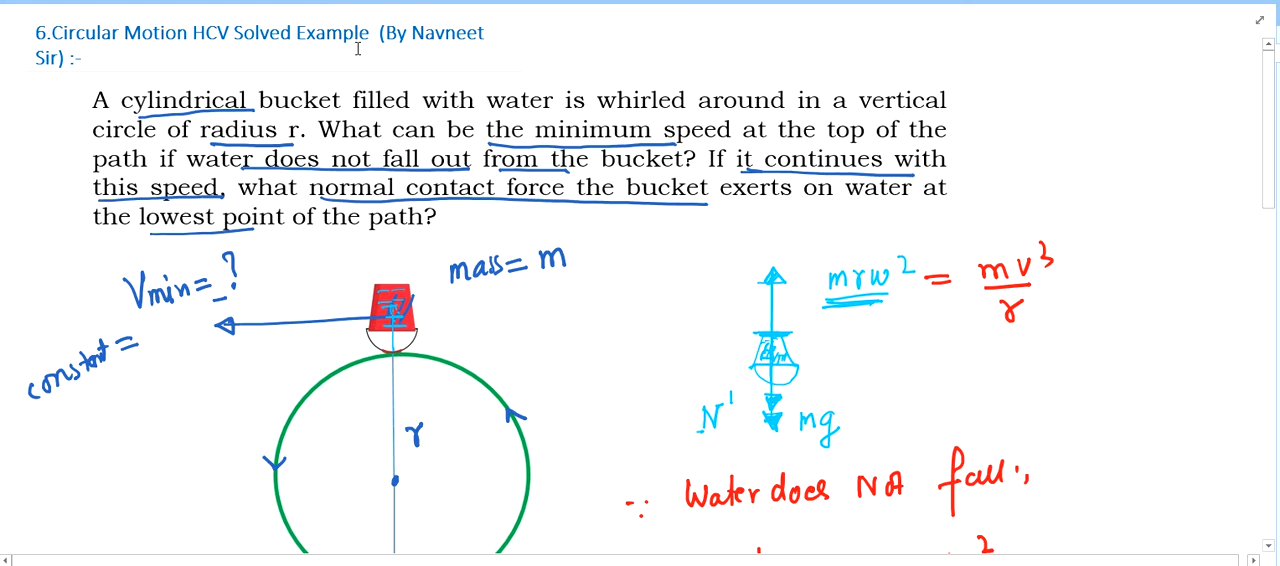 6.Circular Motion HCV Solved Example (By Navneet
Sir) :-
A cylindrical bucket filled with water is whirled around in a vertical
circle of radius r. What can be the minimum speed at the top of the
path if water does not fall out from the bucket? If it continues with
this speed, what normal contact force the bucket exerts on water at
the lowest point of the path?
Vmin = ?
mass = m
constant =
mrω² = mv³/r
N' mg
r
∵ Water does NOT fall,
2